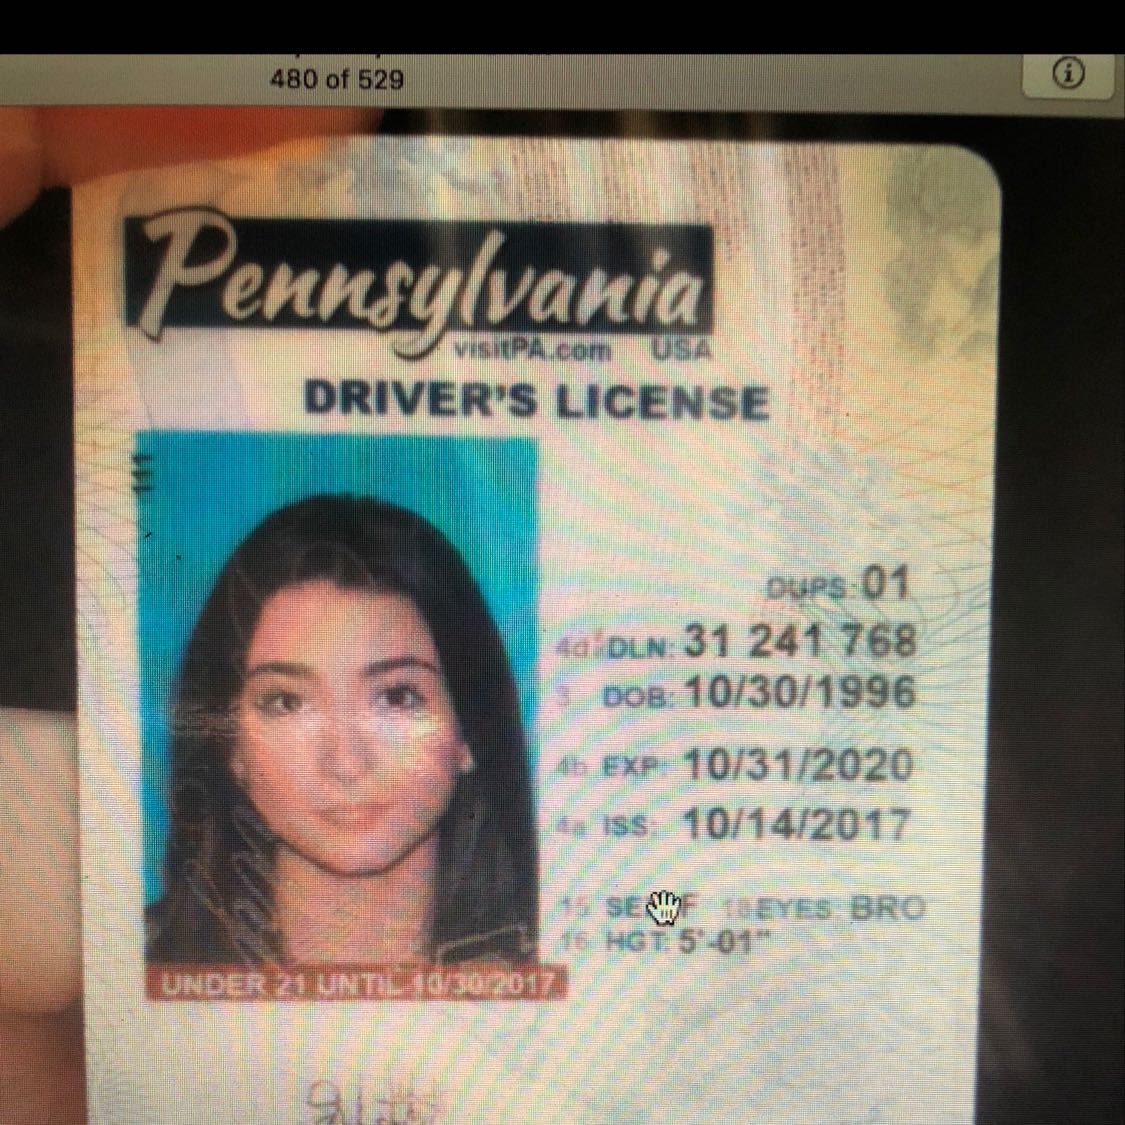 480 of 529
Pennsylvania
visitPA.com USA
DRIVER'S LICENSE
111
DUPS: 01
4d DLN: 31 241 768
3 DOB: 10/30/1996
4b EXP: 10/31/2020
4a ISS: 10/14/2017
15 SE F 18 EYES BRO
16 HGT: 5'-01"
UNDER 21 UNTIL 10/30/2017